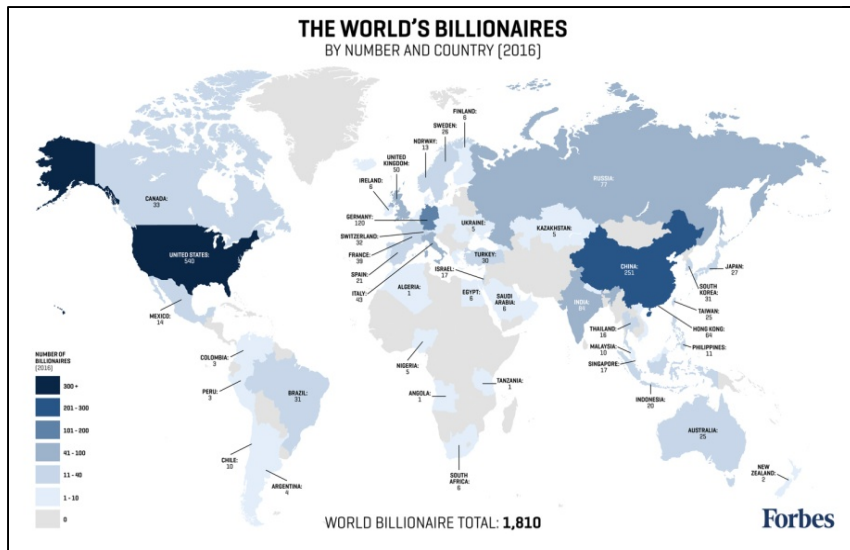 THE WORLD'S BILLIONAIRES
BY NUMBER AND COUNTRY (2016)
FINLAND:
6
SWEDEN:
26
NORWAY:
13
UNITED
KINGDOM:
50
IRELAND:
6
GERMANY:
120
SWITZERLAND:
32
FRANCE:
39
SPAIN:
21
ITALY:
43
UKRAINE:
5
TURKEY:
30
ISRAEL:
17
RUSSIA:
77
KAZAKHSTAN:
5
CANADA:
33
UNITED STATES:
540
MEXICO:
14
CHINA:
251
JAPAN:
27
SOUTH
KOREA:
31
TAIWAN:
25
HONG KONG:
64
PHILIPPINES:
11
INDIA:
84
THAILAND:
16
MALAYSIA:
10
SINGAPORE:
17
INDONESIA:
20
ALGERIA:
1
EGYPT:
6
SAUDI
ARABIA:
6
NIGERIA:
5
ANGOLA:
1
TANZANIA:
1
SOUTH
AFRICA:
6
COLOMBIA:
3
PERU:
3
BRAZIL:
31
CHILE:
10
ARGENTINA:
4
AUSTRALIA:
25
NEW
ZEALAND:
2
NUMBER OF
BILLIONAIRES
(2016)
300 +
201 - 300
101 - 200
41 - 100
11 - 40
1 - 10
0
WORLD BILLIONAIRE TOTAL: 1,810
Forbes